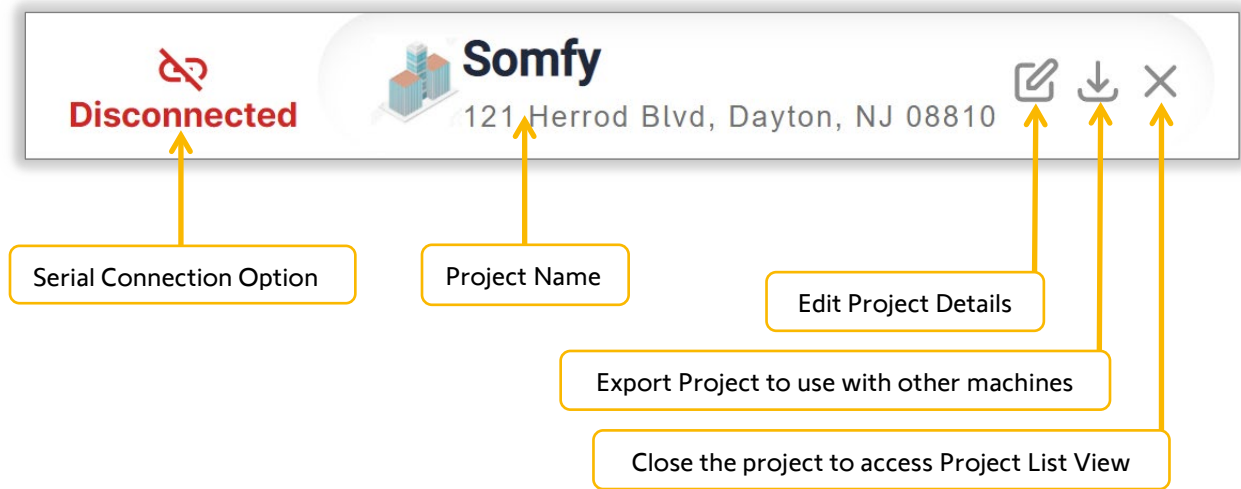 Somfy
Disconnected
121 Herrod Blvd, Dayton, NJ 08810
Serial Connection Option
Project Name
Edit Project Details
Export Project to use with other machines
Close the project to access Project List View